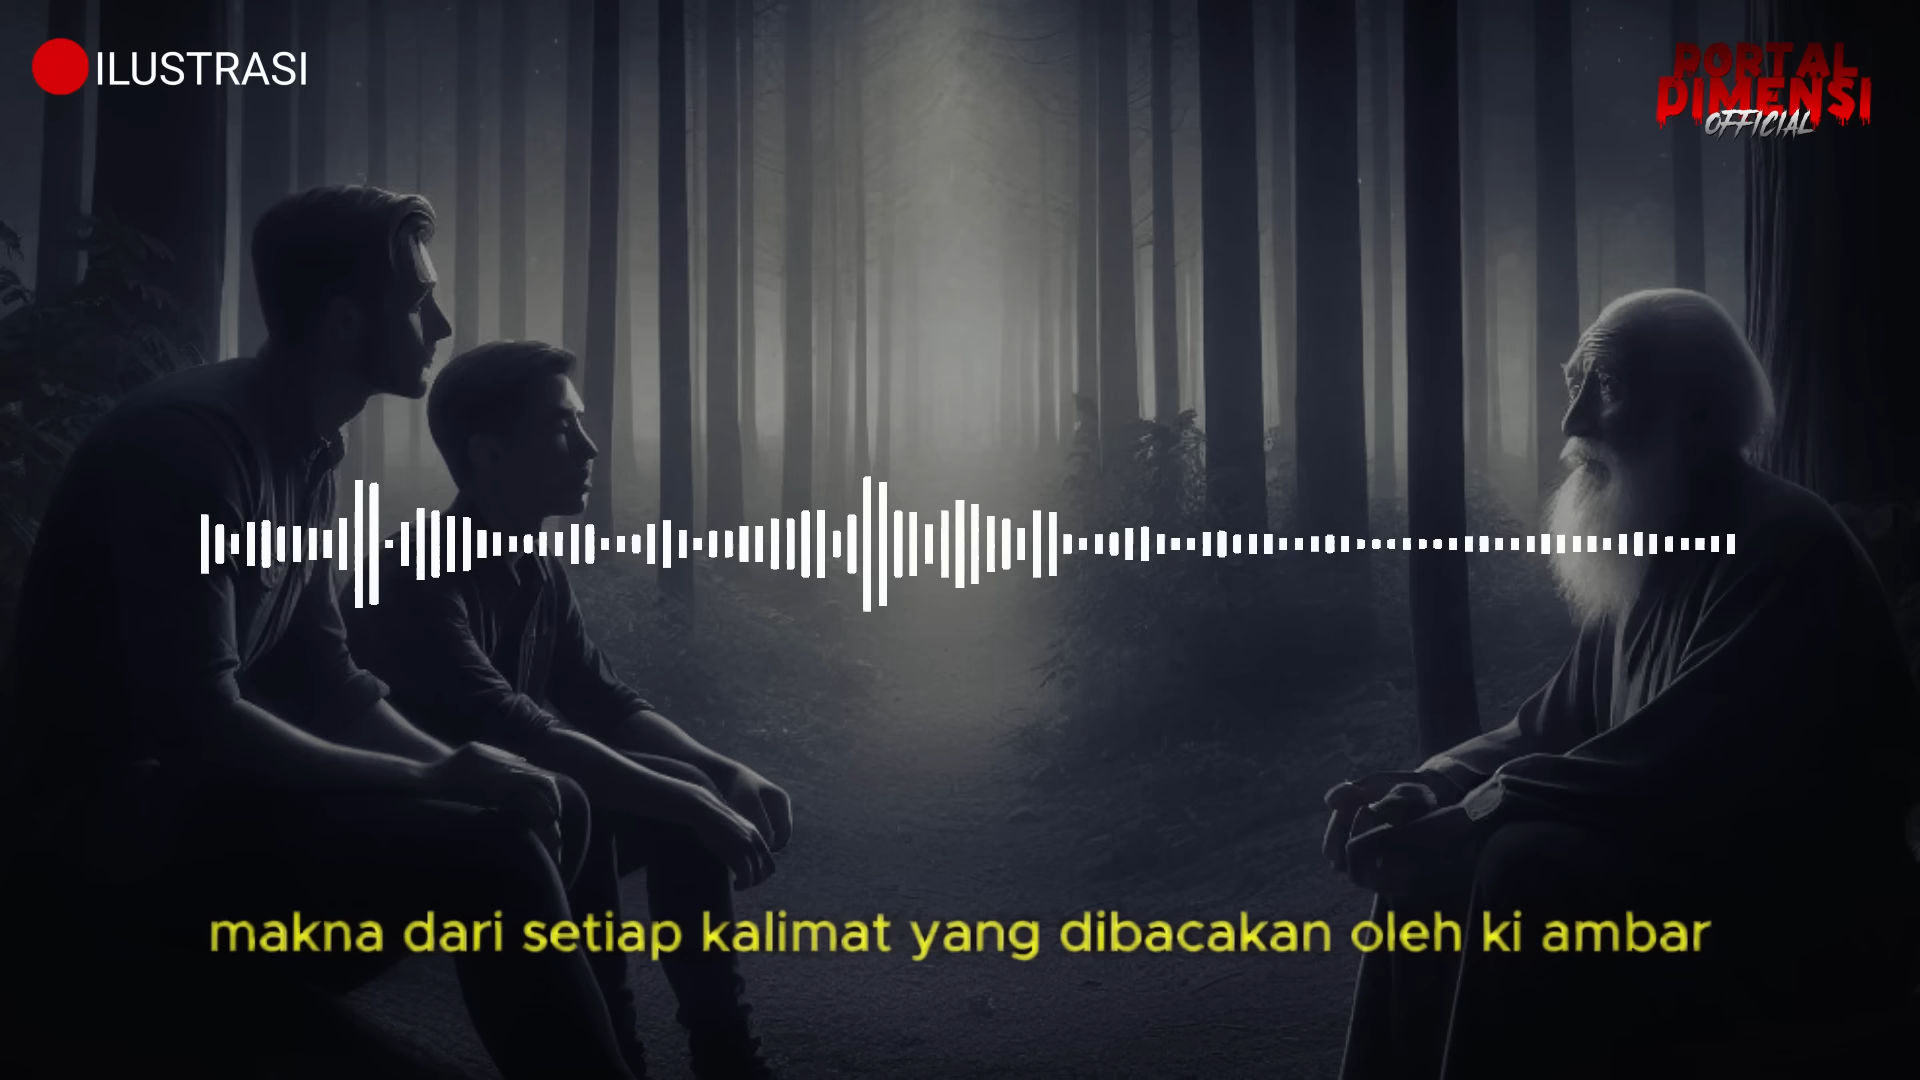 ILUSTRASI
PORTAL
DIMENSI
OFFICIAL
makna dari setiap kalimat yang dibacakan oleh ki ambar